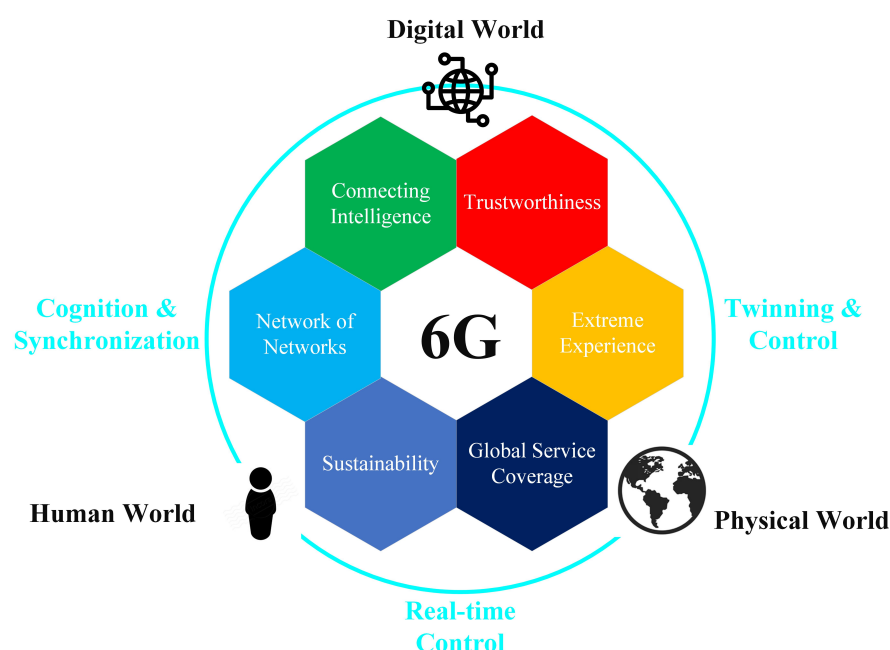 Digital World
Connecting
Intelligence
Trustworthiness
Cognition &
Synchronization
Network of
Networks
6G
Extreme
Experience
Twinning &
Control
Sustainability
Global Service
Coverage
Human World
Physical World
Real-time
Control